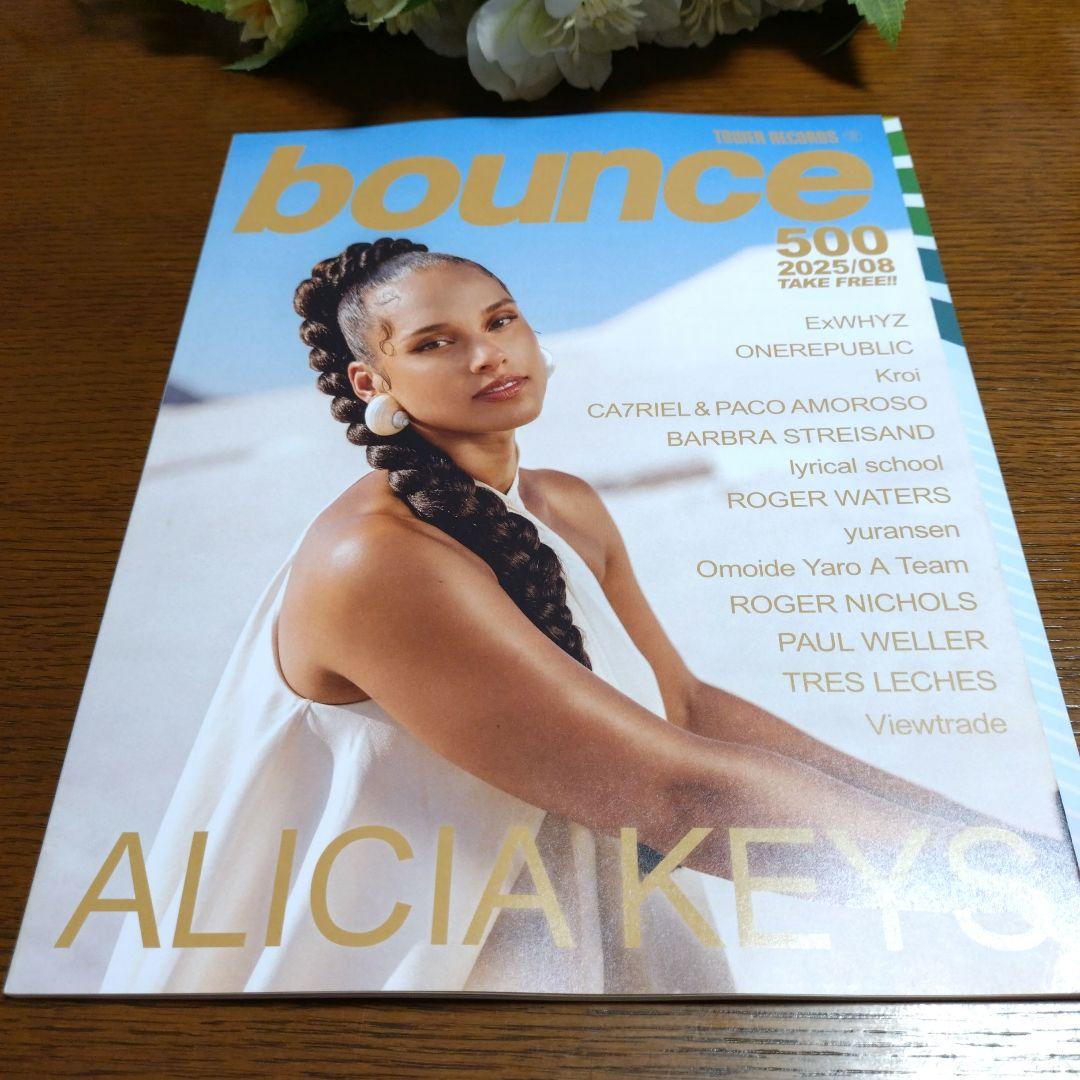 TOWER RECORDS
bounce
500
2025/08
TAKE FREE!!
ExWHYZ
ONEREPUBLIC
Kroi
CA7RIEL & PACO AMOROSO
BARBRA STREISAND
lyrical school
ROGER WATERS
yuransen
Omoide Yaro A Team
ROGER NICHOLS
PAUL WELLER
TRES LECHES
Viewtrade
ALICIA KEYS